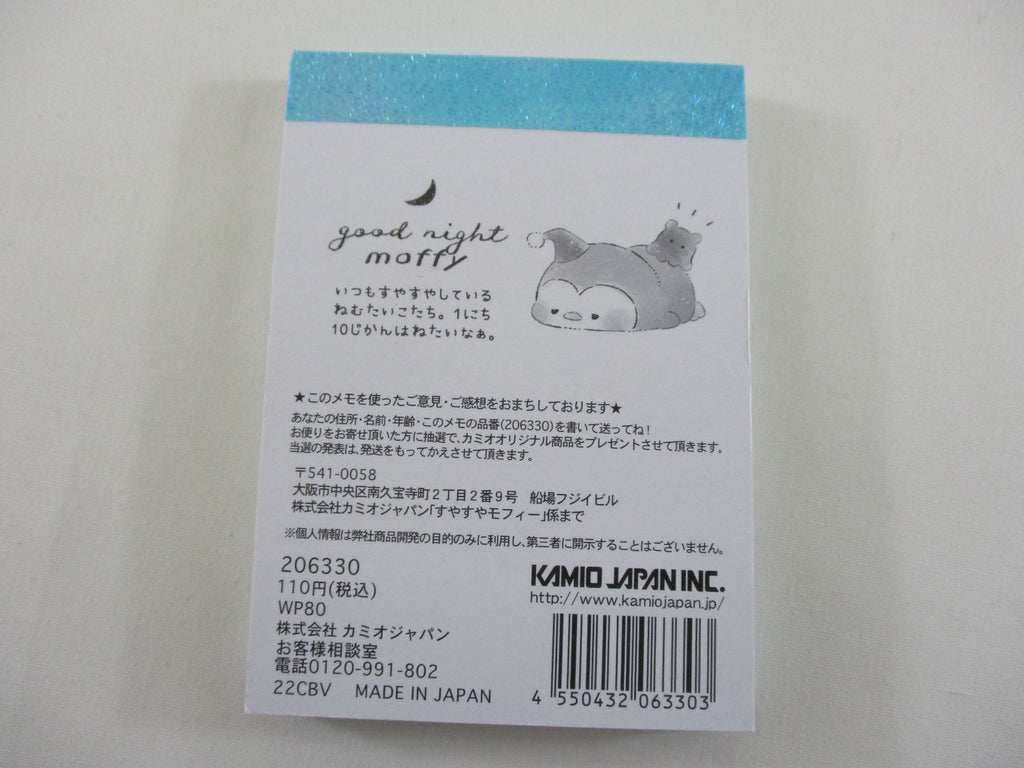 good night
moffy
いつもすやすやしている
ねむたいこたち。1にち
10じかんはねたいなぁ。
★このメモを使ったご意見・ご感想をおまちしております★
あなたの住所・名前・年齢・このメモの品番(206330)を書いて送ってね！
お便りをお寄せ頂いた方に抽選で、カミオオリジナル商品をプレゼントさせて頂きます。
当選の発表は、発送をもってかえさせて頂きます。
〒541-0058
大阪市中央区南久宝寺町2丁目2番9号 船場フジイビル
株式会社カミオジャパン「すやすやモフィー」係まで
※個人情報は弊社商品開発の目的のみに利用し、第三者に開示することはございません。
206330
110円(税込)
WP80
株式会社 カミオジャパン
お客様相談室
電話0120-991-802
22CBV MADE IN JAPAN
KAMIO JAPAN INC.
http://www.kamiojapan.jp/
4 550432 063303